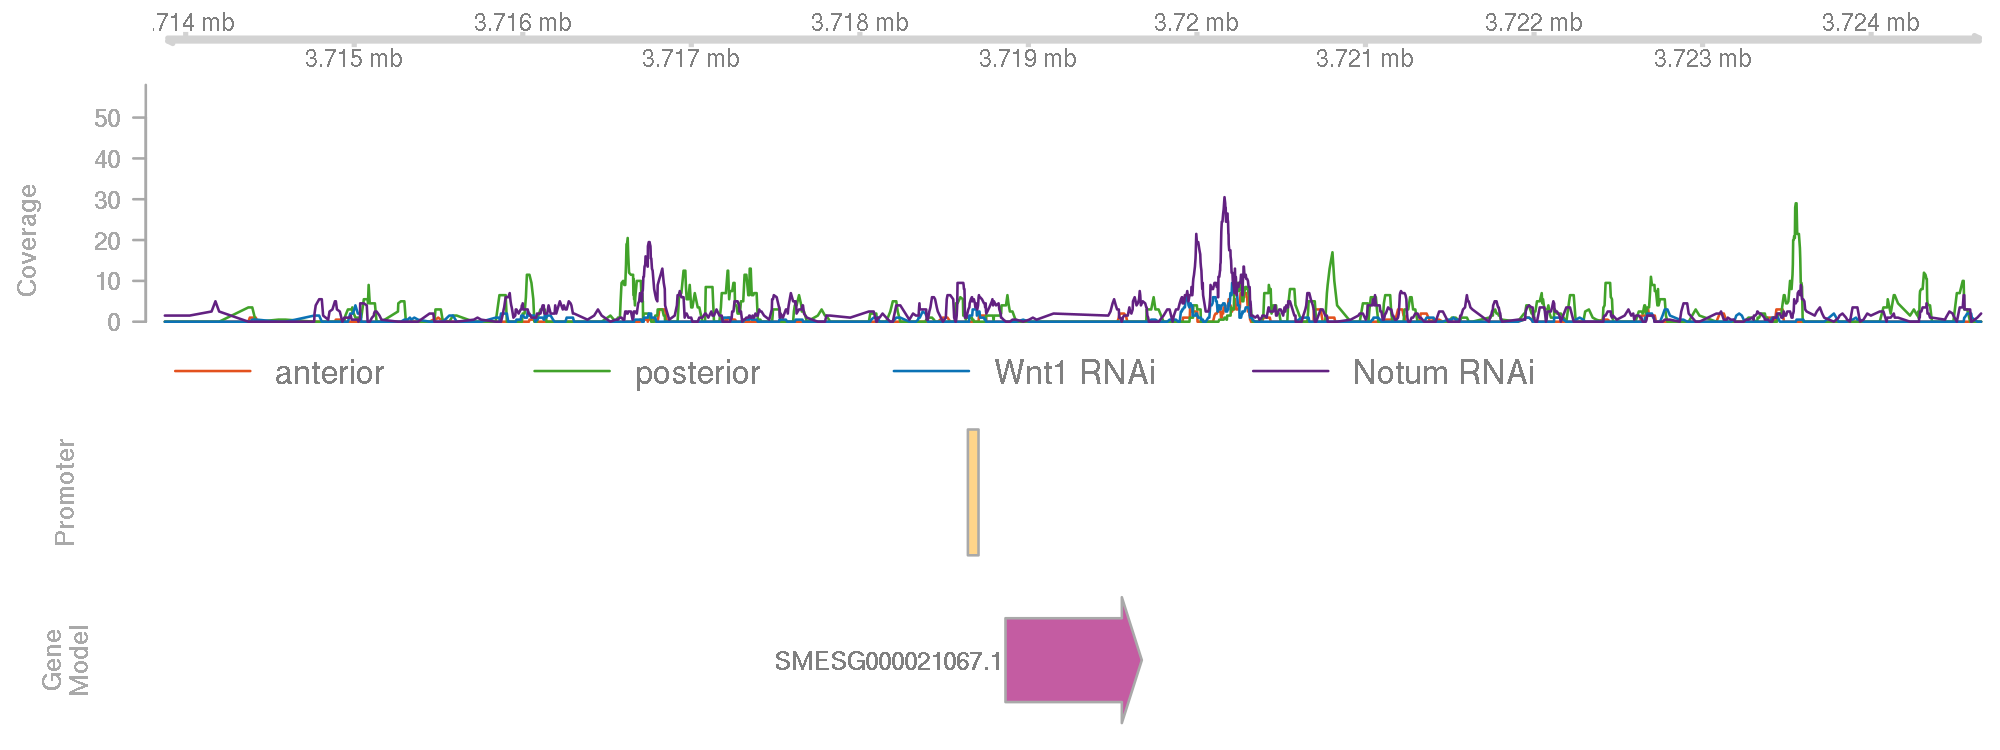 .714 mb 3.716 mb 3.718 mb 3.72 mb 3.722 mb 3.724 mb
3.715 mb 3.717 mb 3.719 mb 3.721 mb 3.723 mb
Coverage
50
40
30
20
10
0
anterior posterior Wnt1 RNAi Notum RNAi
Promoter
Gene
Model
SMESG000021067.1